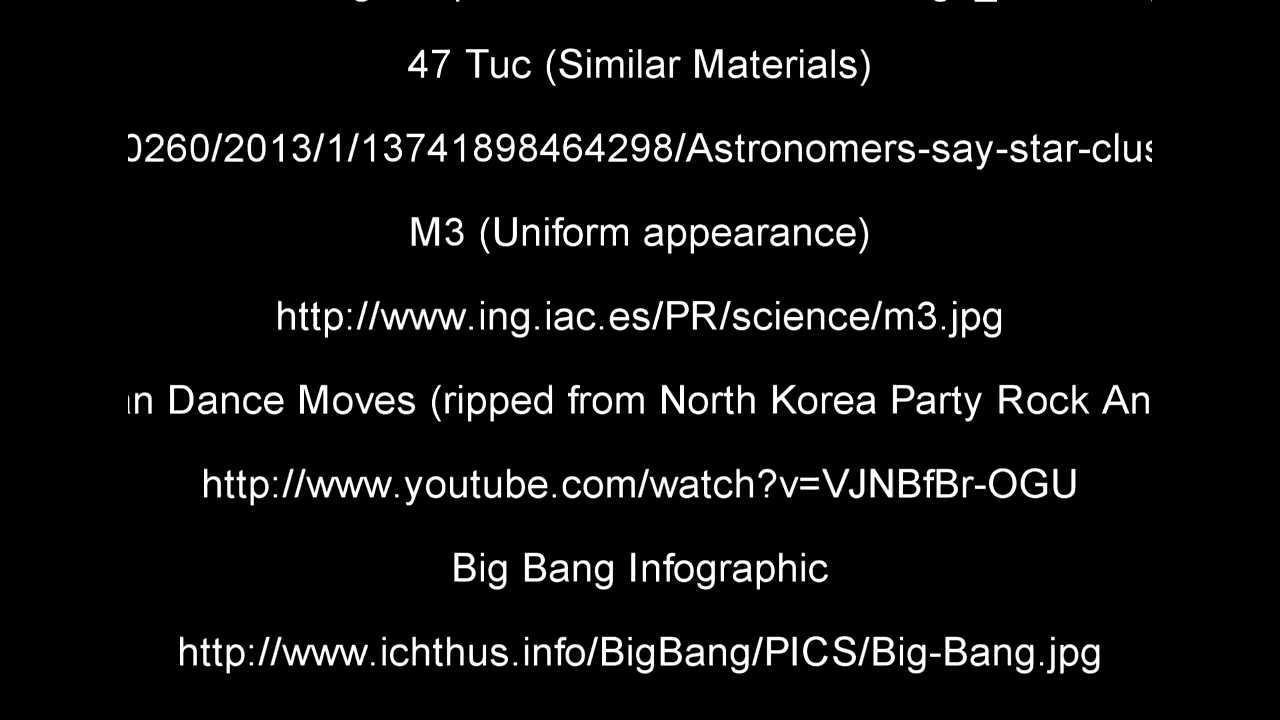 47 Tuc (Similar Materials)
0260/2013/1/13741898464298/Astronomers-say-star-clus
M3 (Uniform appearance)
http://www.ing.iac.es/PR/science/m3.jpg
Dance Moves (ripped from North Korea Party Rock An
http://www.youtube.com/watch?v=VJNBfBr-OGU
Big Bang Infographic
http://www.ichthus.info/BigBang/PICS/Big-Bang.jpg